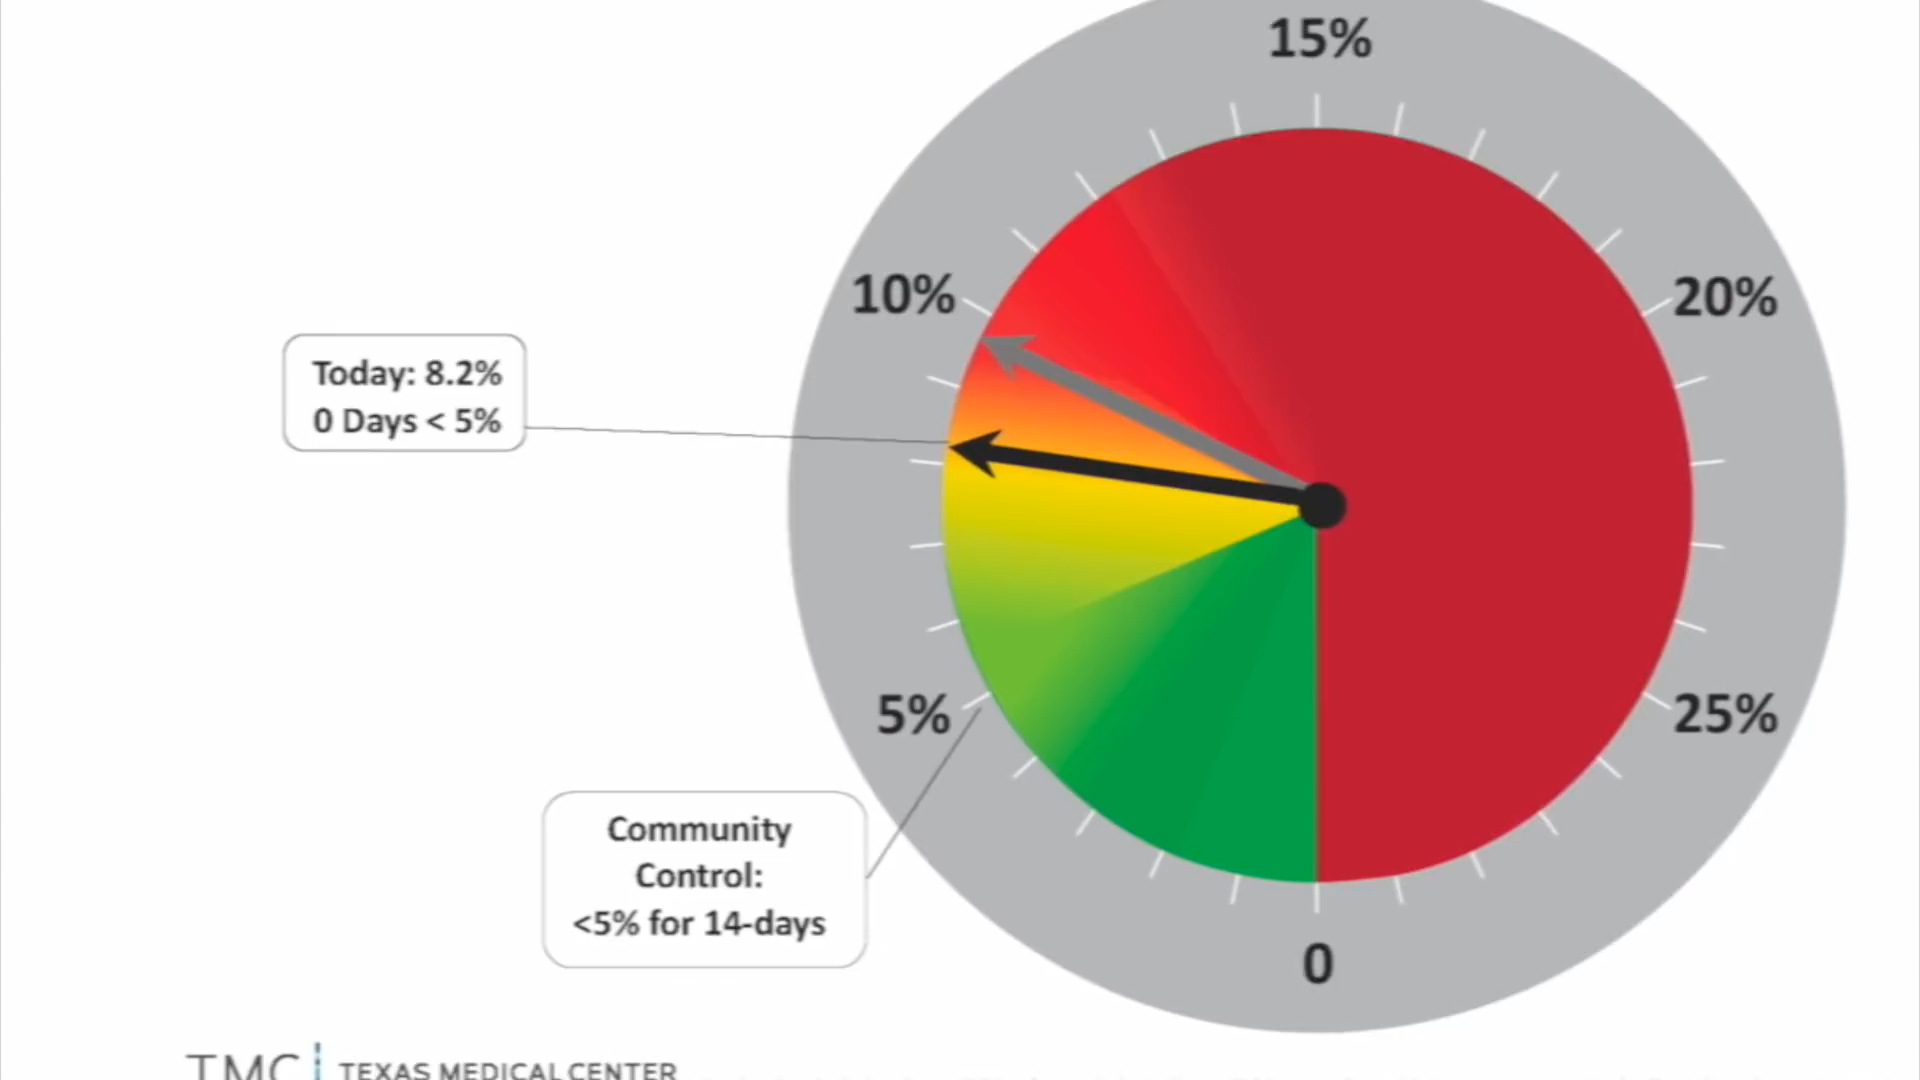 15%
10%
20%
Today: 8.2%
0 Days < 5%
5%
25%
Community
Control:
<5% for 14-days
0
TMC TEXAS MEDICAL CENTER